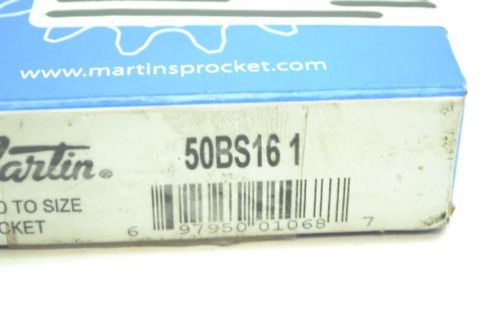 www.martinsprocket.com
Martin®
50BS16 1
D TO SIZE
CKET
6 97950 01068 7